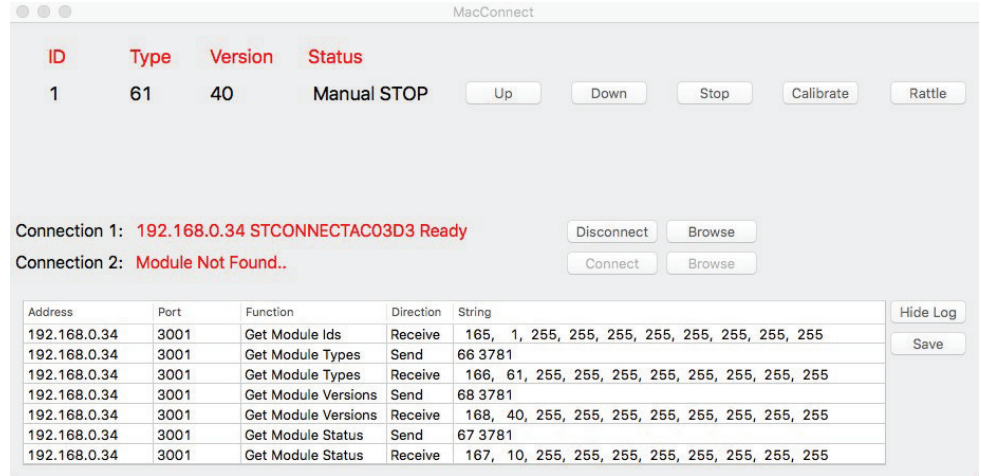 MacConnect
ID Type Version Status
1 61 40 Manual STOP Up Down Stop Calibrate Rattle
Connection 1: 192.168.0.34 STCONNECTAC03D3 Ready Disconnect Browse
Connection 2: Module Not Found.. Connect Browse
Address Port Function Direction String Hide Log
192.168.0.34 3001 Get Module Ids Receive 165, 1, 255, 255, 255, 255, 255, 255, 255, 255
192.168.0.34 3001 Get Module Types Send 66 3781 Save
192.168.0.34 3001 Get Module Types Receive 166, 61, 255, 255, 255, 255, 255, 255, 255, 255
192.168.0.34 3001 Get Module Versions Send 68 3781
192.168.0.34 3001 Get Module Versions Receive 168, 40, 255, 255, 255, 255, 255, 255, 255, 255
192.168.0.34 3001 Get Module Status Send 67 3781
192.168.0.34 3001 Get Module Status Receive 167, 10, 255, 255, 255, 255, 255, 255, 255, 255